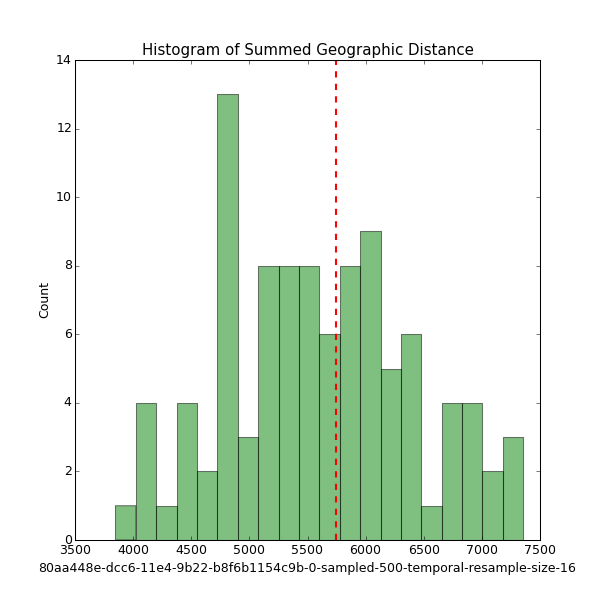 Histogram of Summed Geographic Distance
14
12
10
8
6
4
2
0
Count
3500 4000 4500 5000 5500 6000 6500 7000 7500
80aa448e-dcc6-11e4-9b22-b8f6b1154c9b-0-sampled-500-temporal-resample-size-16